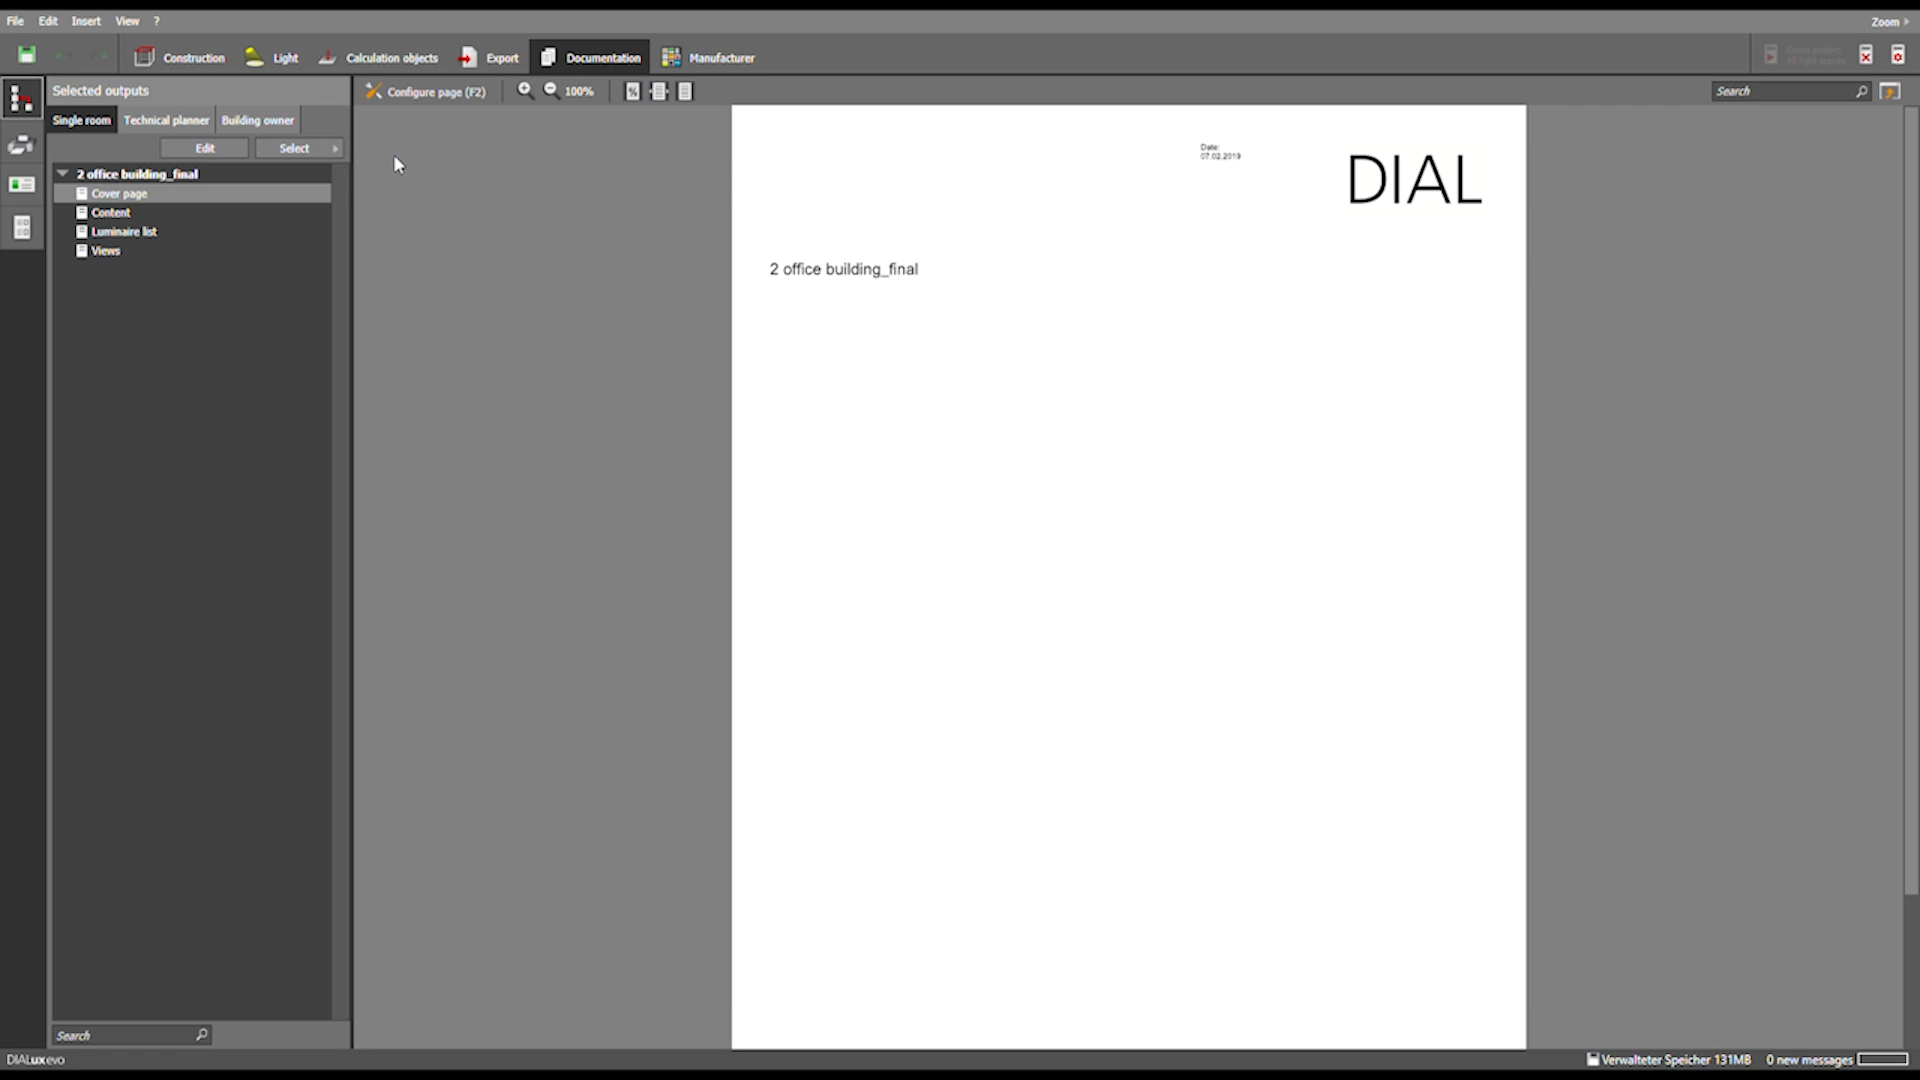 File Edit Insert View ? Zoom
Construction Light Calculation objects Export Documentation Manufacturer
Selected outputs
Configure page (F2) 100% Search
Single room Technical planner Building owner
Edit Select
2 office building_final
Cover page
Content
Luminaire list
Views
Date:
07.02.2019
DIAL
2 office building_final
Search
DIALux evo Verwalteter Speicher 131MB 0 new messages